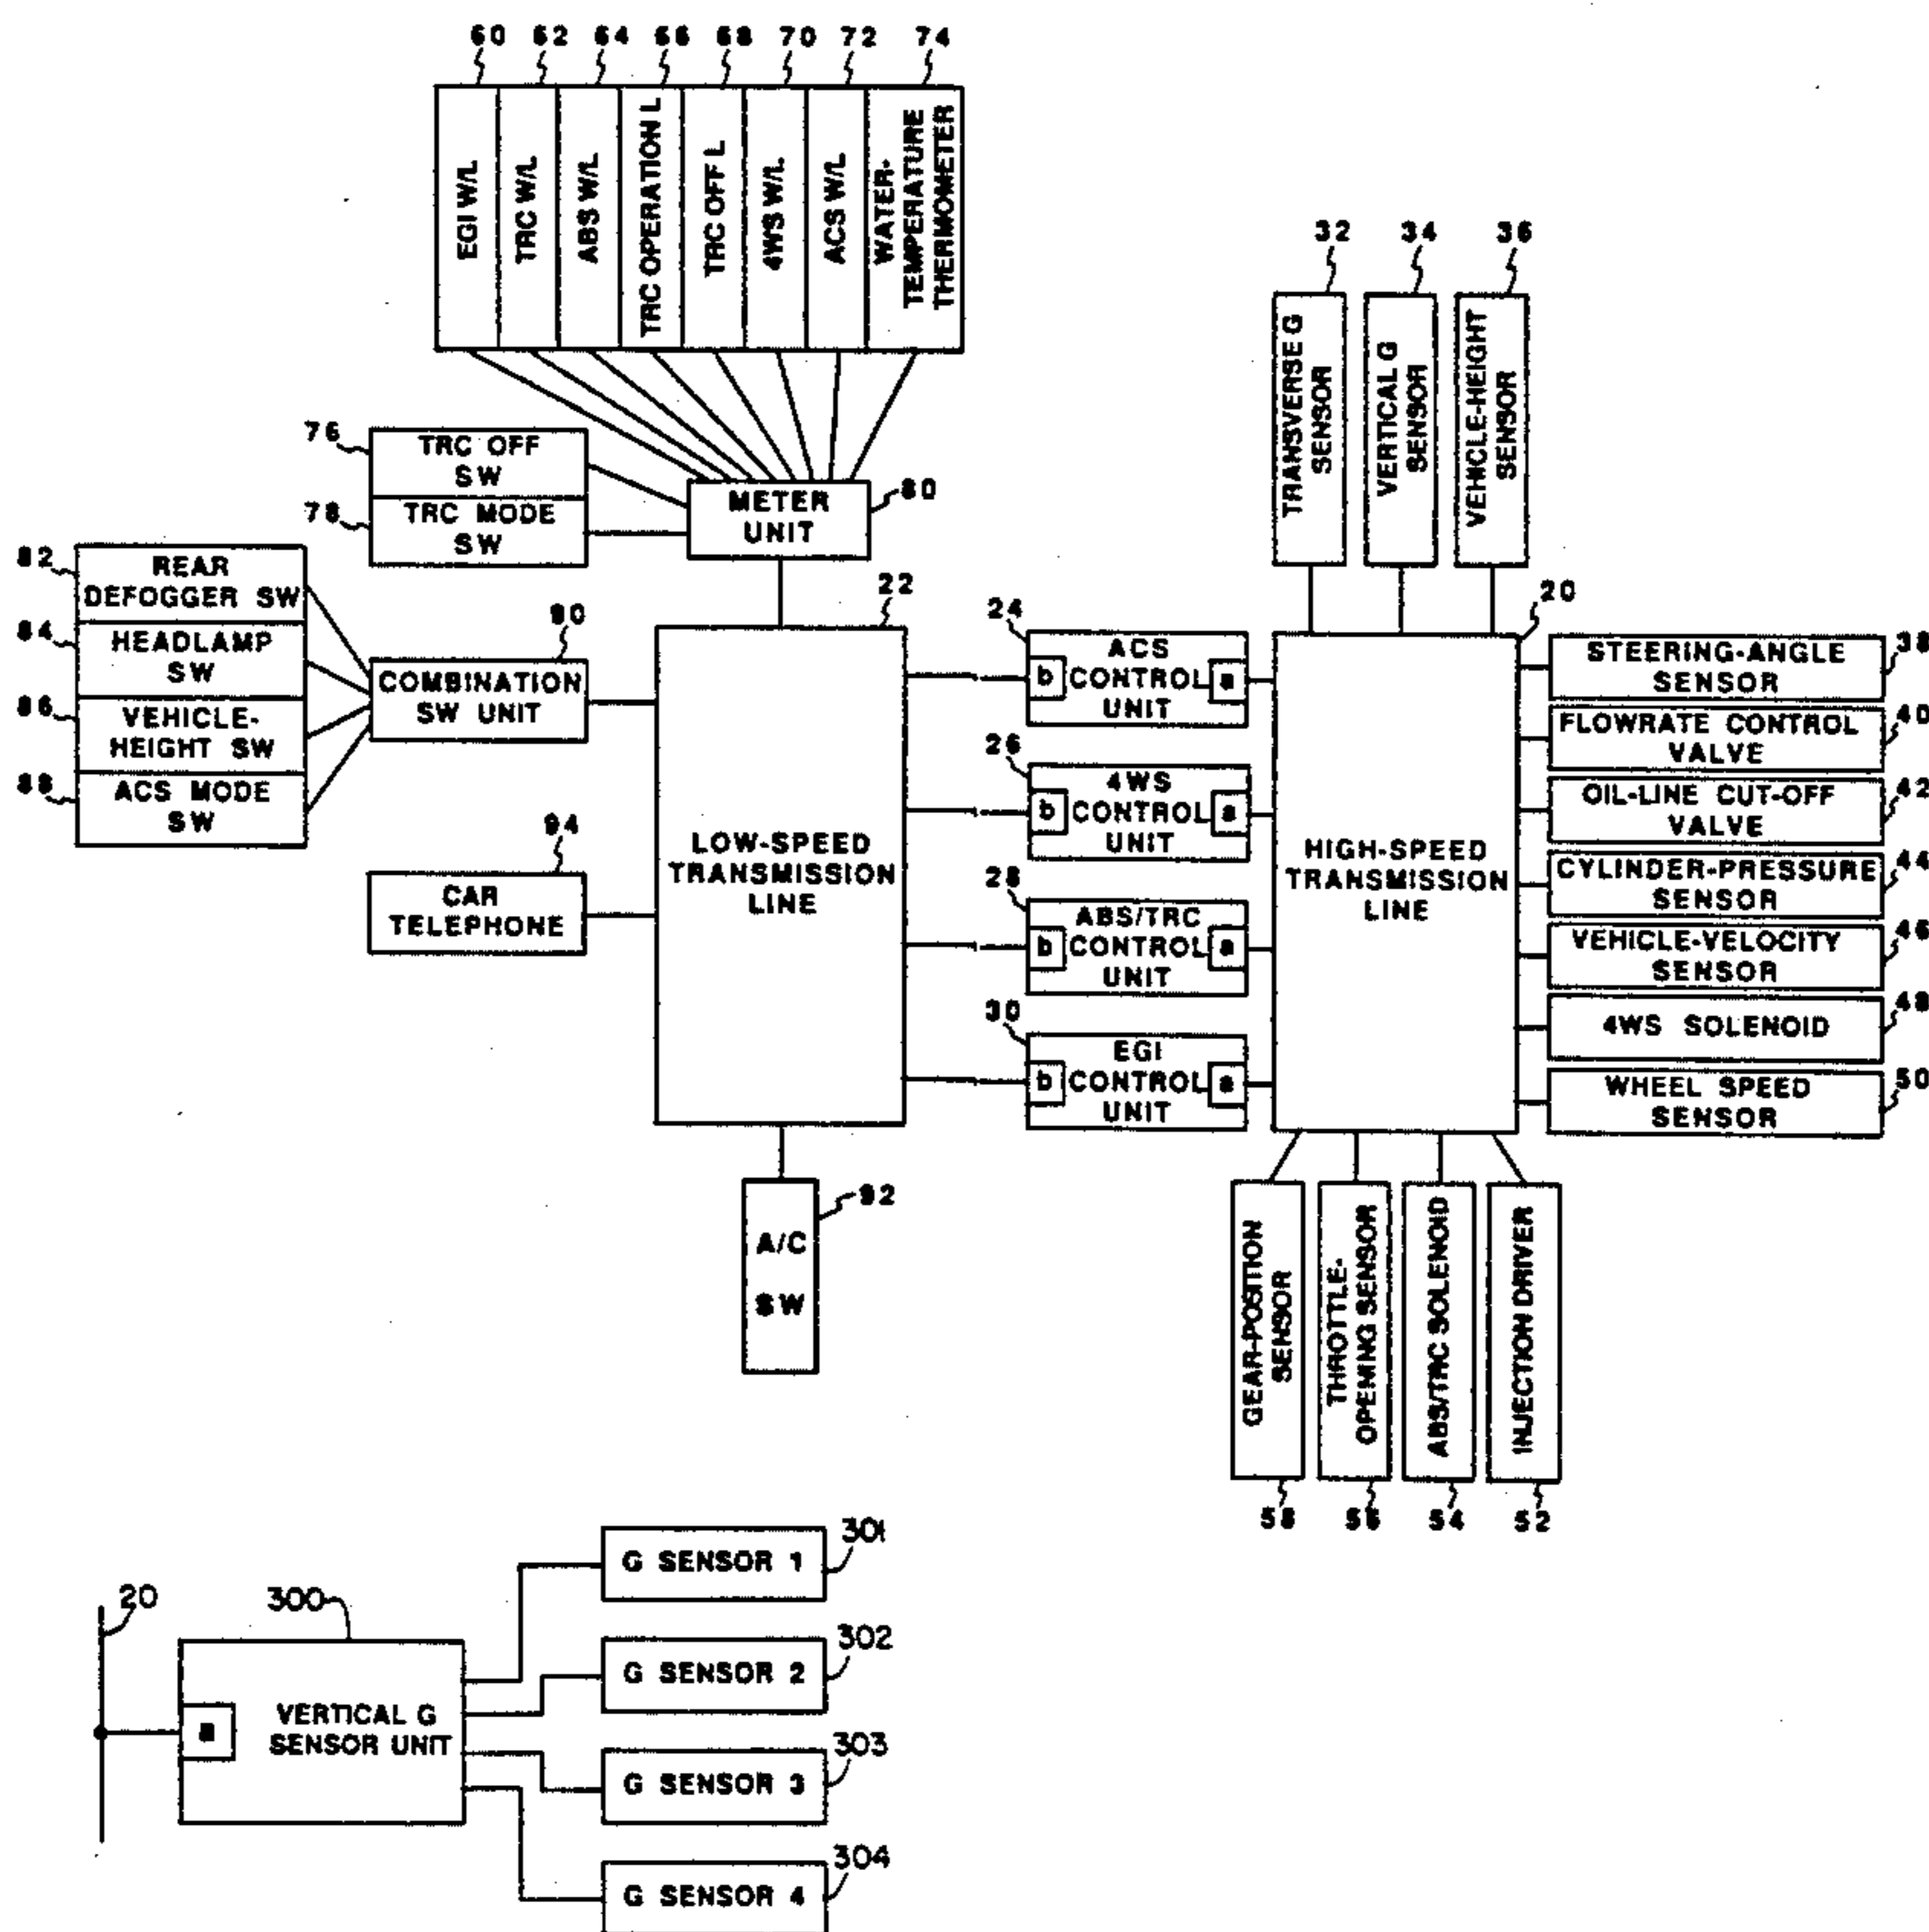 60 62 64 66 68 70 72 74
EGI W/L
TRC W/L
ABS W/L
TRC OPERATION L
TRC OFF L
4WS W/L
ACS W/L
WATER-
TEMPERATURE
THERMOMETER
76
TRC OFF
SW
78
TRC MODE
SW
METER
UNIT
80
82
REAR
DEFOGGER SW
84
HEADLAMP
SW
86
VEHICLE-
HEIGHT SW
88
ACS MODE
SW
90
COMBINATION
SW UNIT
94
CAR
TELEPHONE
22
LOW-SPEED
TRANSMISSION
LINE
92
A/C
SW
24
ACS
b CONTROL a
UNIT
26
4WS
b CONTROL a
UNIT
28
ABS/TRC
b CONTROL a
UNIT
30
EGI
b CONTROL a
UNIT
32 34 36
TRANSVERSE G
SENSOR
VERTICAL G
SENSOR
VEHICLE-HEIGHT
SENSOR
20
HIGH-SPEED
TRANSMISSION
LINE
STEERING-ANGLE
SENSOR
38
FLOWRATE CONTROL
VALVE
40
OIL-LINE CUT-OFF
VALVE
42
CYLINDER-PRESSURE
SENSOR
44
VEHICLE-VELOCITY
SENSOR
46
4WS SOLENOID
48
WHEEL SPEED
SENSOR
50
GEAR-POSITION
SENSOR
THROTTLE-
OPENING SENSOR
ABS/TRC SOLENOID
INJECTION DRIVER
58 54 52
20
300
a
VERTICAL G
SENSOR UNIT
G SENSOR 1
301
G SENSOR 2
302
G SENSOR 3
303
G SENSOR 4
304